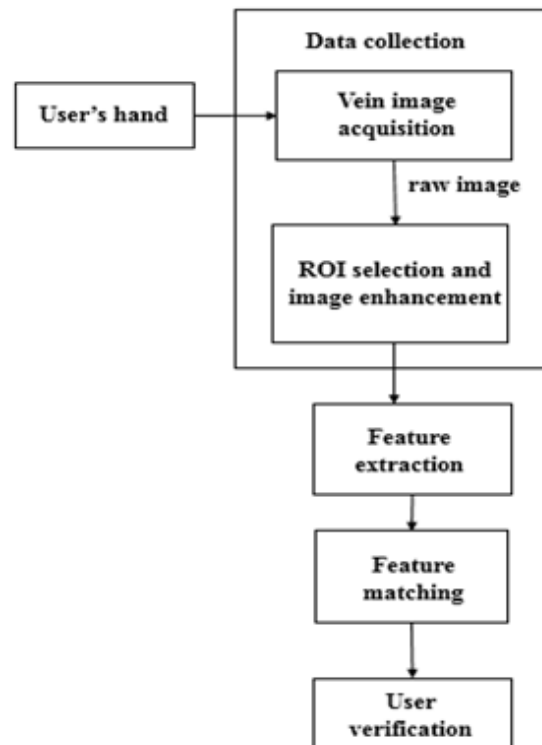 Data collection
User's hand
Vein image
acquisition
raw image
ROI selection and
image enhancement
Feature
extraction
Feature
matching
User
verification